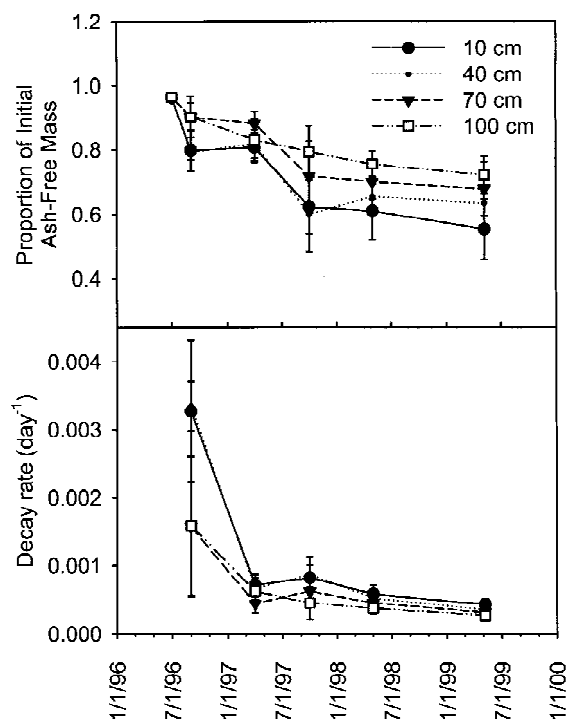 1.2
1.0
0.8
0.6
0.4
Proportion of Initial
Ash-Free Mass
10 cm
40 cm
70 cm
100 cm
0.004
0.003
0.002
0.001
0.000
Decay rate (day-1)
1/1/96
7/1/96
1/1/97
7/1/97
1/1/98
7/1/98
1/1/99
7/1/99
1/1/00